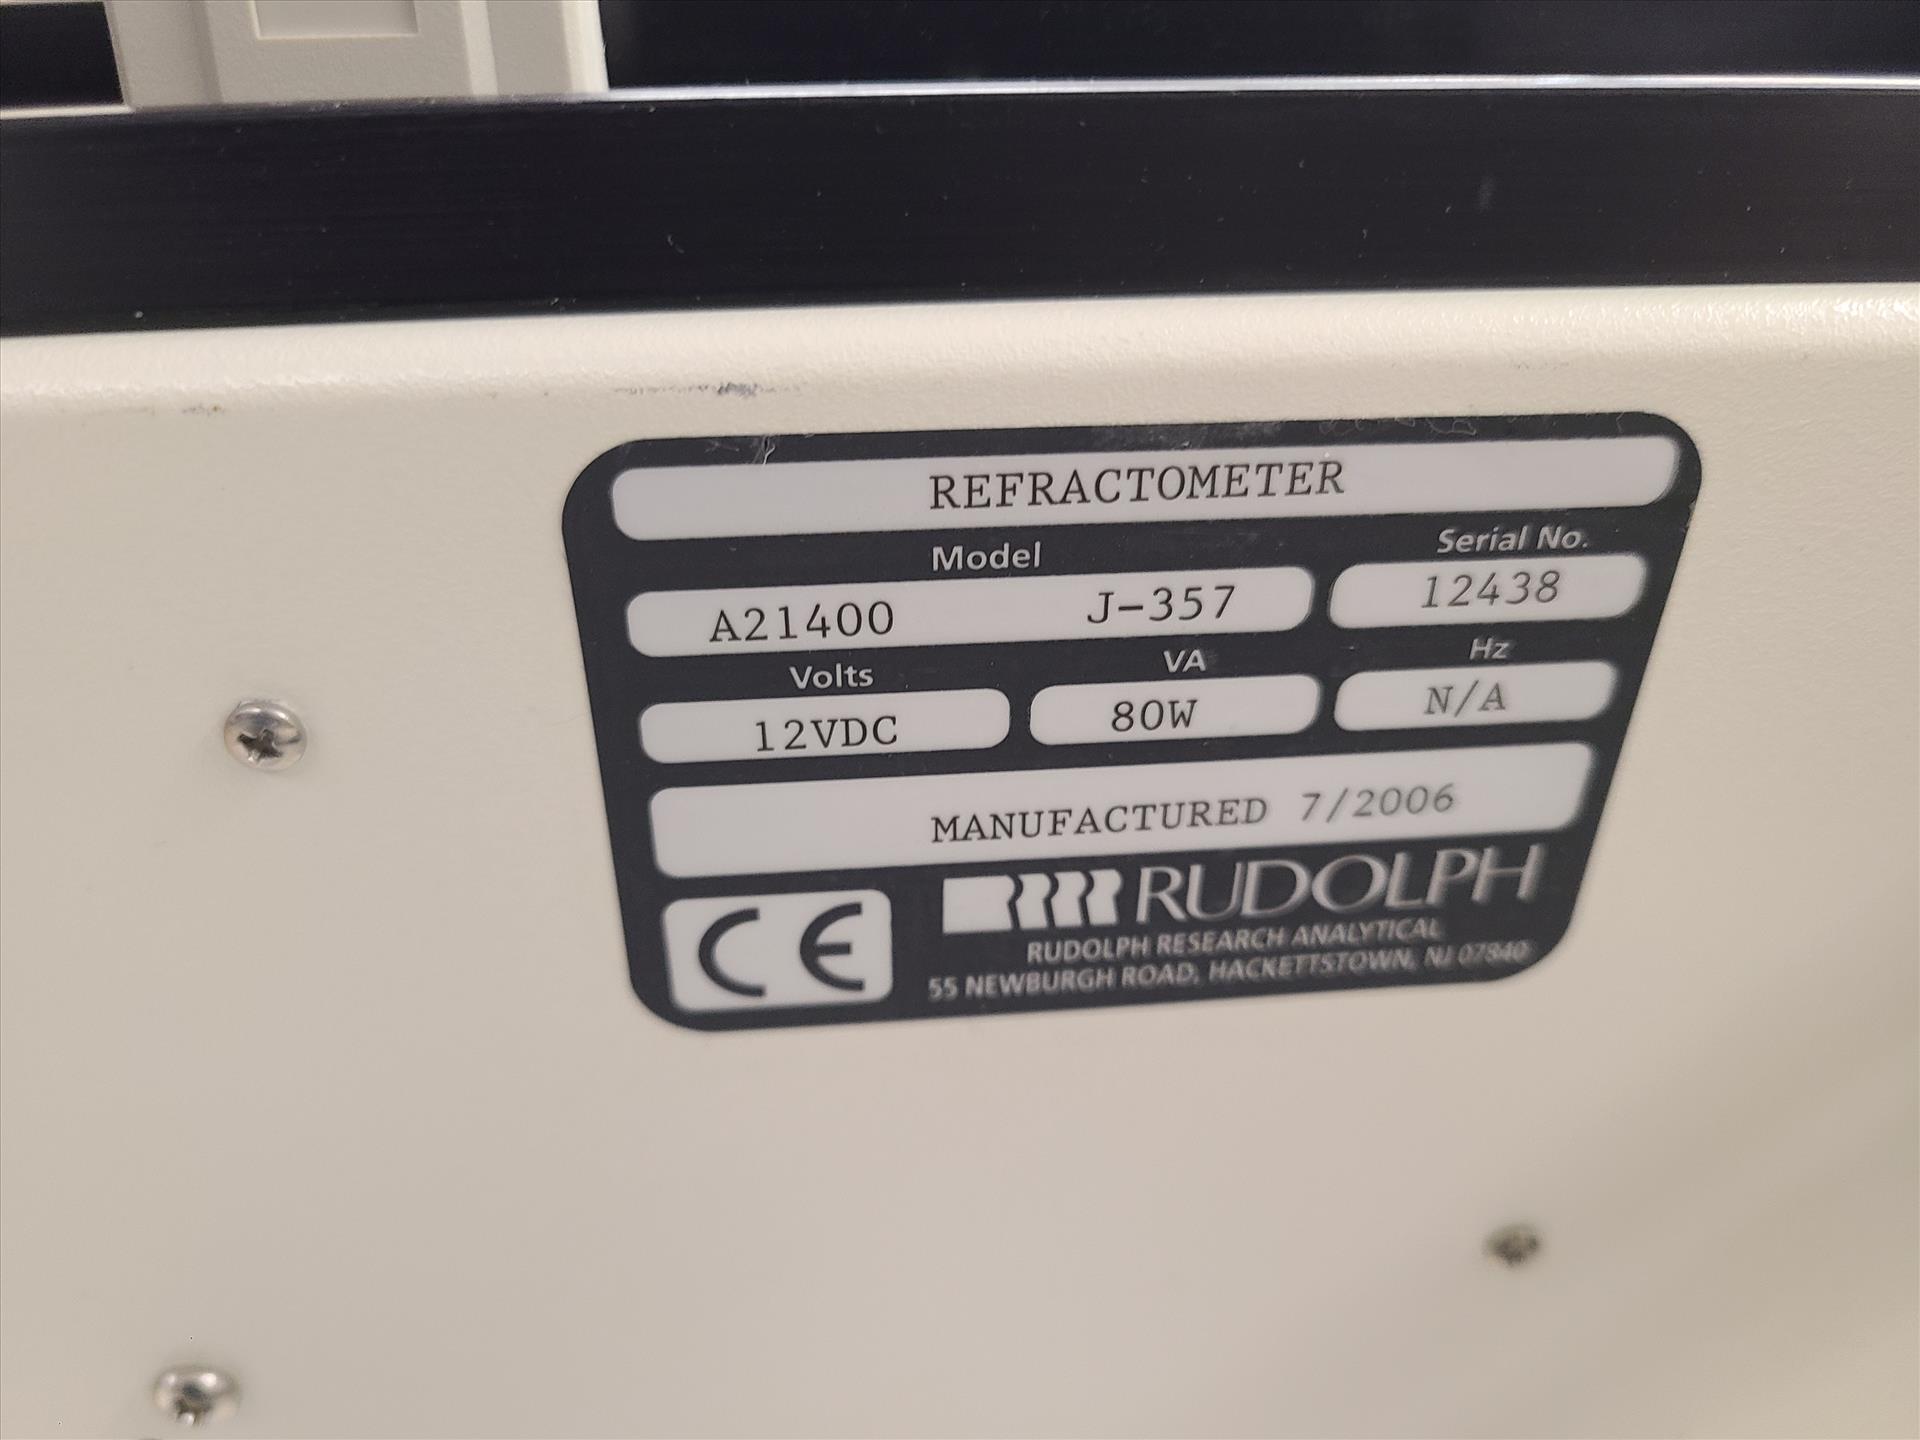 REFRACTOMETER
Model Serial No.
A21400 J-357 12438
Volts VA Hz
12VDC 80W N/A
MANUFACTURED 7/2006
CE RUDOLPH
RUDOLPH RESEARCH ANALYTICAL
55 NEWBURGH ROAD, HACKETTSTOWN, NJ 07840